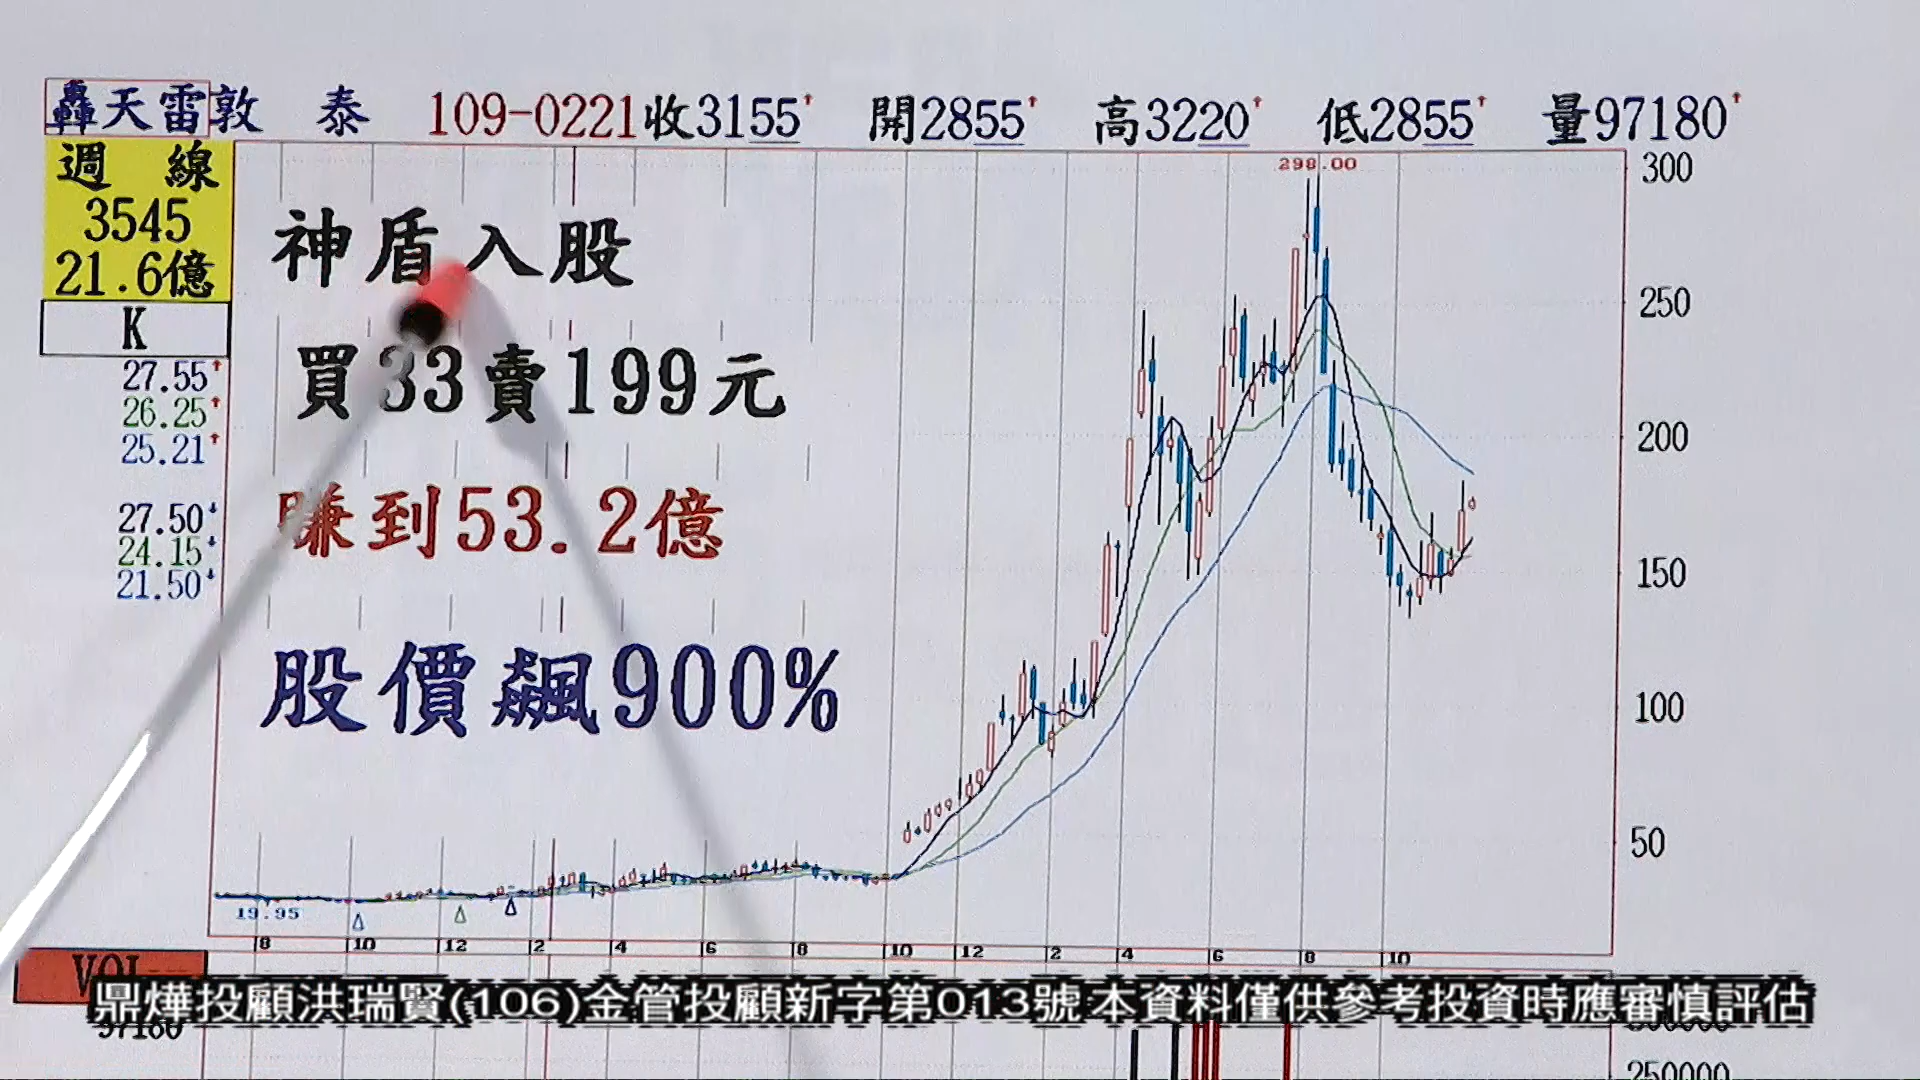 轟天雷敦 泰 109-0221收3155 開2855 高3220 低2855 量97180
週 線
3545
21.6億
K
27.55
26.25
25.21
27.50
24.15
21.50
神盾入股
買33賣199元
賺到53.2億
股價飆900%
298.00
300
250
200
150
100
50
19.95
8 10 12 2 4 6 8 10 12 2 4 6 8 10
VOL
97180
鼎燁投顧洪瑞賢(106)金管投顧新字第013號 本資料僅供參考投資時應審慎評估
250000